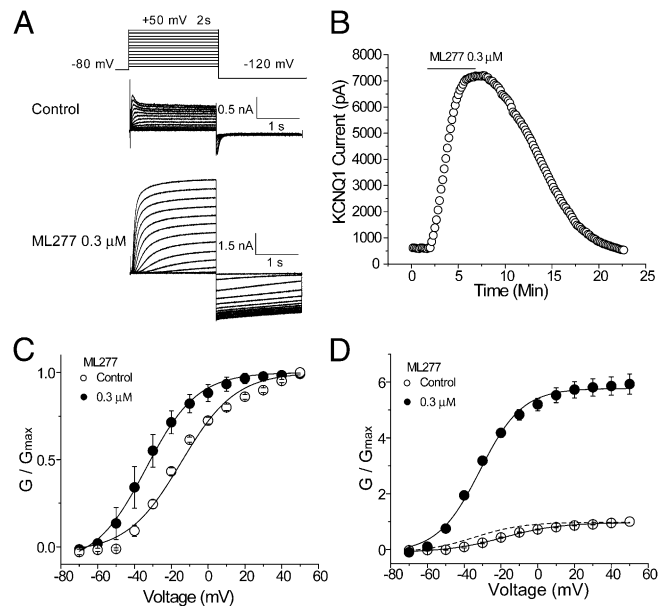 A
+50 mV 2s
-80 mV
-120 mV
Control
0.5 nA
1 s
ML277 0.3 μM
1.5 nA
1 s
B
ML277 0.3 μM
KCNQ1 Current (pA)
8000
7000
6000
5000
4000
3000
2000
1000
0
0 5 10 15 20 25
Time (Min)
C
ML277
Control
0.3 μM
G / Gmax
1.0
0.5
0.0
-80 -60 -40 -20 0 20 40 60
Voltage (mV)
D
ML277
Control
0.3 μM
G / Gmax
6
4
2
0
-80 -60 -40 -20 0 20 40 60
Voltage (mV)